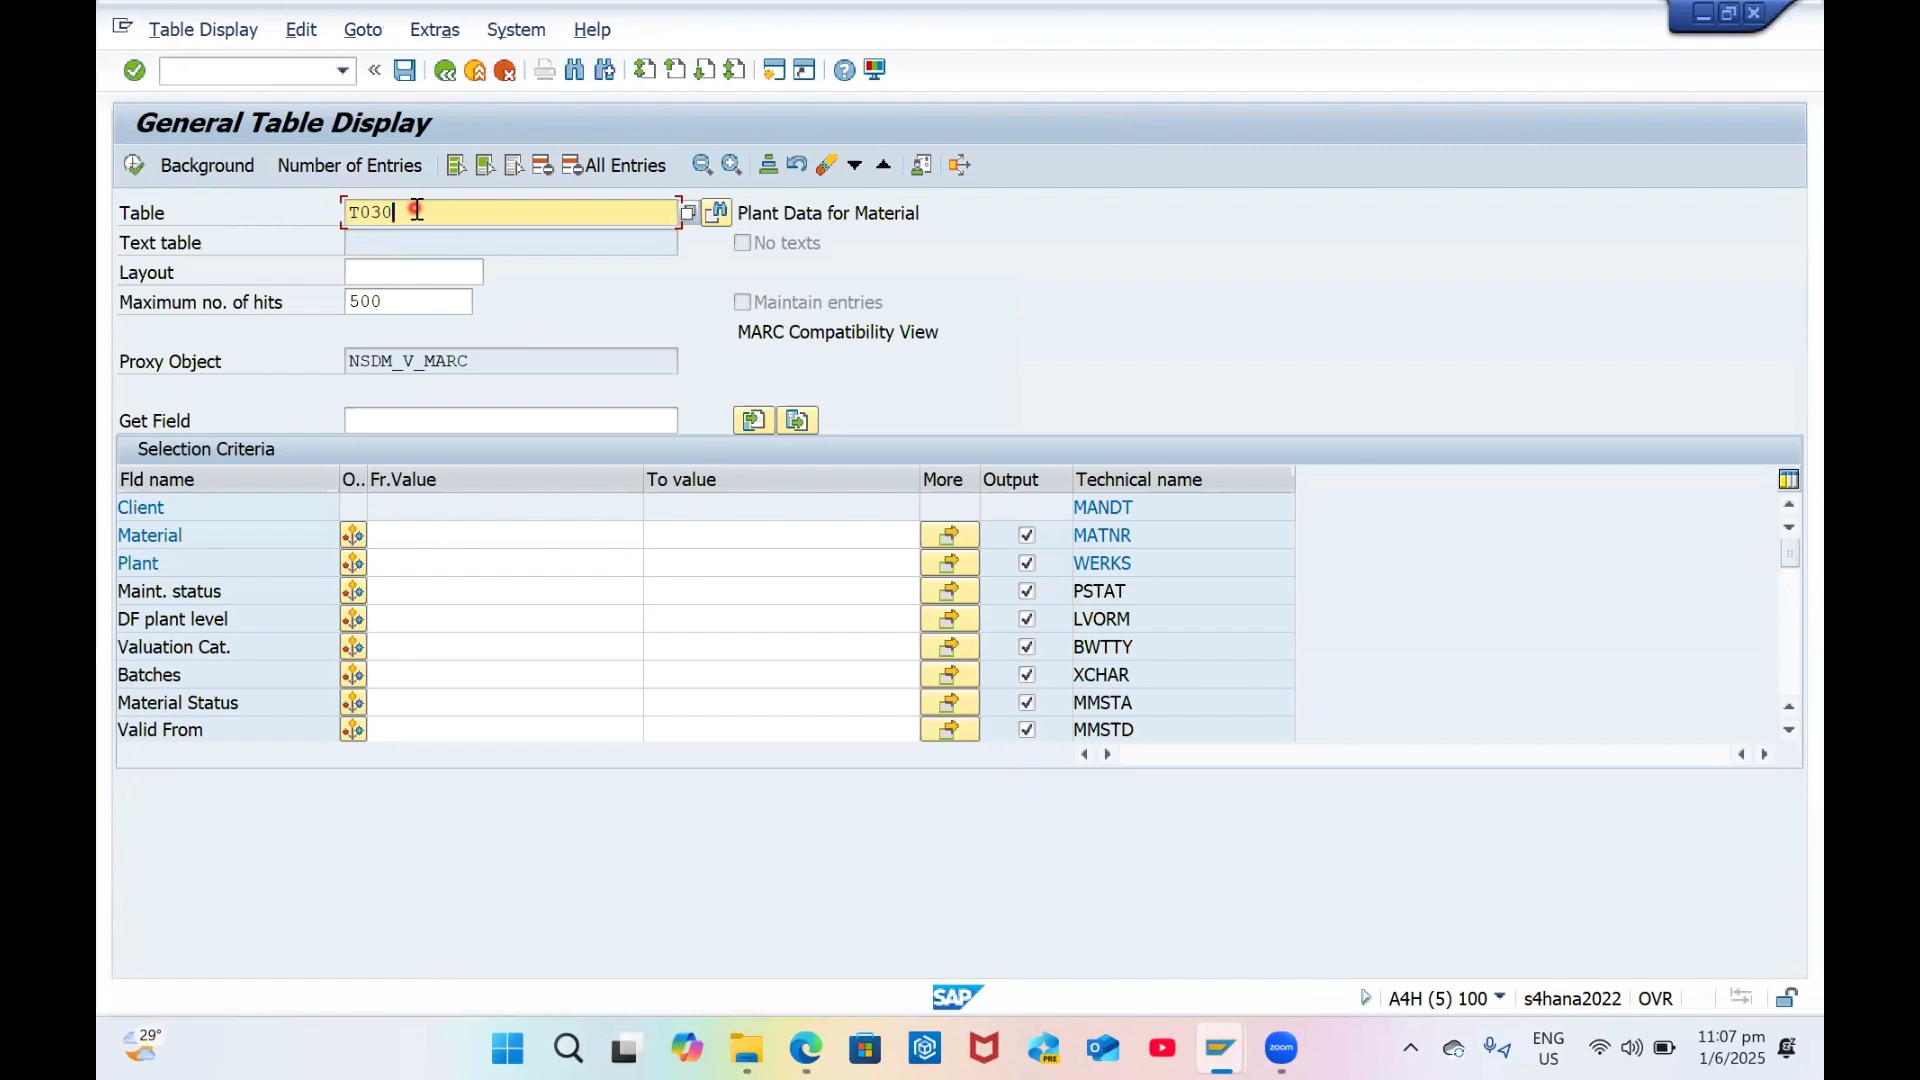 Table Display Edit Goto Extras System Help
General Table Display
Background Number of Entries All Entries
Table T030 Plant Data for Material
Text table No texts
Layout
Maximum no. of hits 500 Maintain entries
MARC Compatibility View
Proxy Object NSDM_V_MARC
Get Field
Selection Criteria
Fld name O.. Fr.Value To value More Output Technical name
Client MANDT
Material MATNR
Plant WERKS
Maint. status PSTAT
DF plant level LVORM
Valuation Cat. BWTTY
Batches XCHAR
Material Status MMSTA
Valid From MMSTD
SAP A4H (5) 100 s4hana2022 OVR
29° PRE zoom ENG 11:07 pm
US 1/6/2025